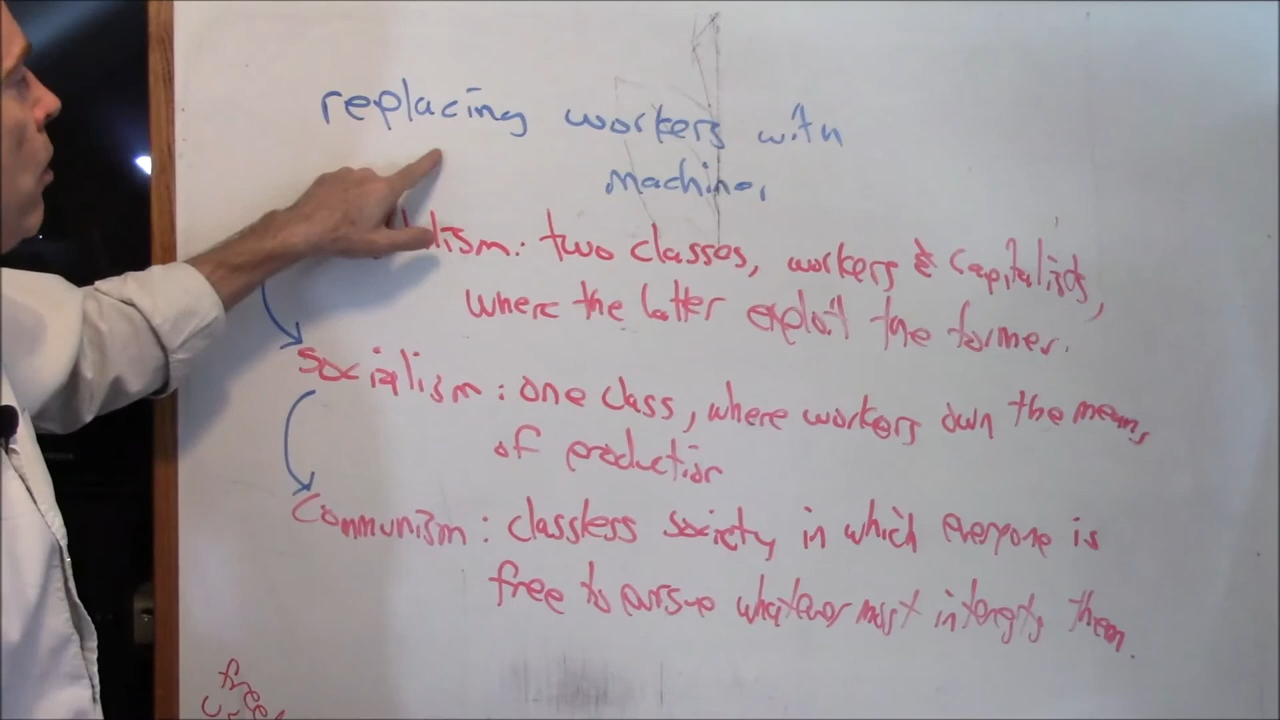 replacing workers with
machines
lism: two classes, workers & capitalists,
where the latter exploit the former.
Socialism: one class, where workers own the means
of production
Communism: classless society in which everyone is
free to pursue whatever most interests them.
free